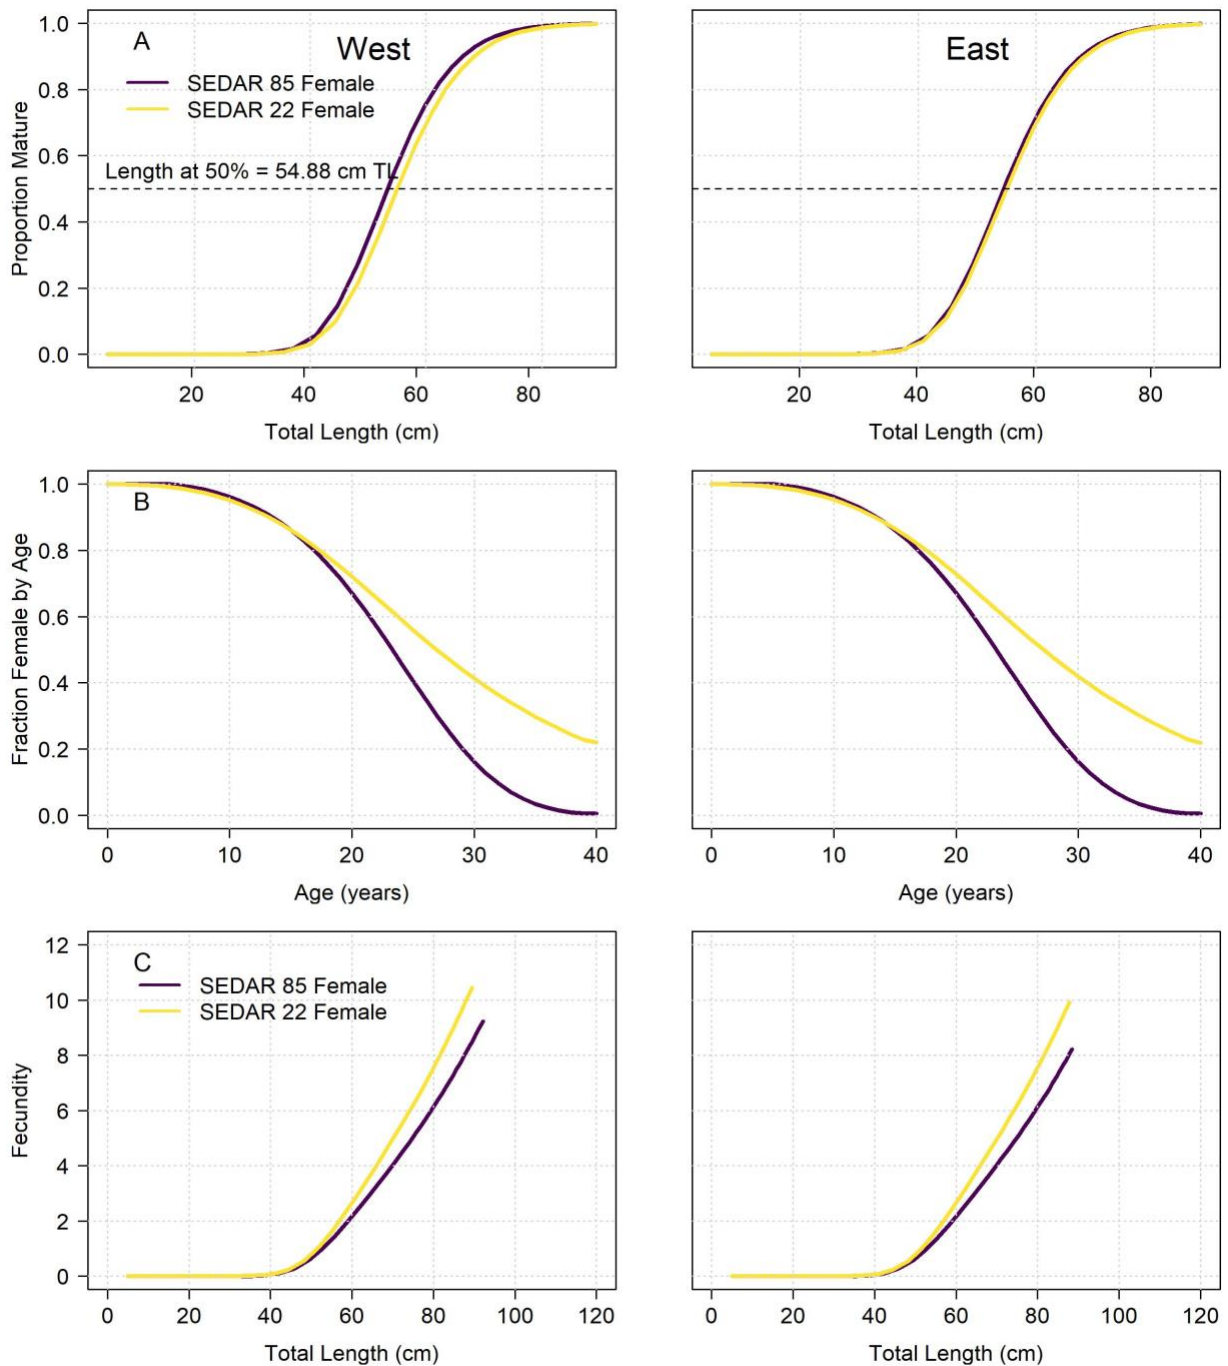 A
West
SEDAR 85 Female
SEDAR 22 Female
Length at 50% = 54.88 cm TL
Proportion Mature
1.0
0.8
0.6
0.4
0.2
0.0
20 40 60 80
Total Length (cm)
East
20 40 60 80
Total Length (cm)
B
Fraction Female by Age
1.0
0.8
0.6
0.4
0.2
0.0
0 10 20 30 40
Age (years)
0 10 20 30 40
Age (years)
C
SEDAR 85 Female
SEDAR 22 Female
Fecundity
12
10
8
6
4
2
0
0 20 40 60 80 100 120
Total Length (cm)
0 20 40 60 80 100 120
Total Length (cm)